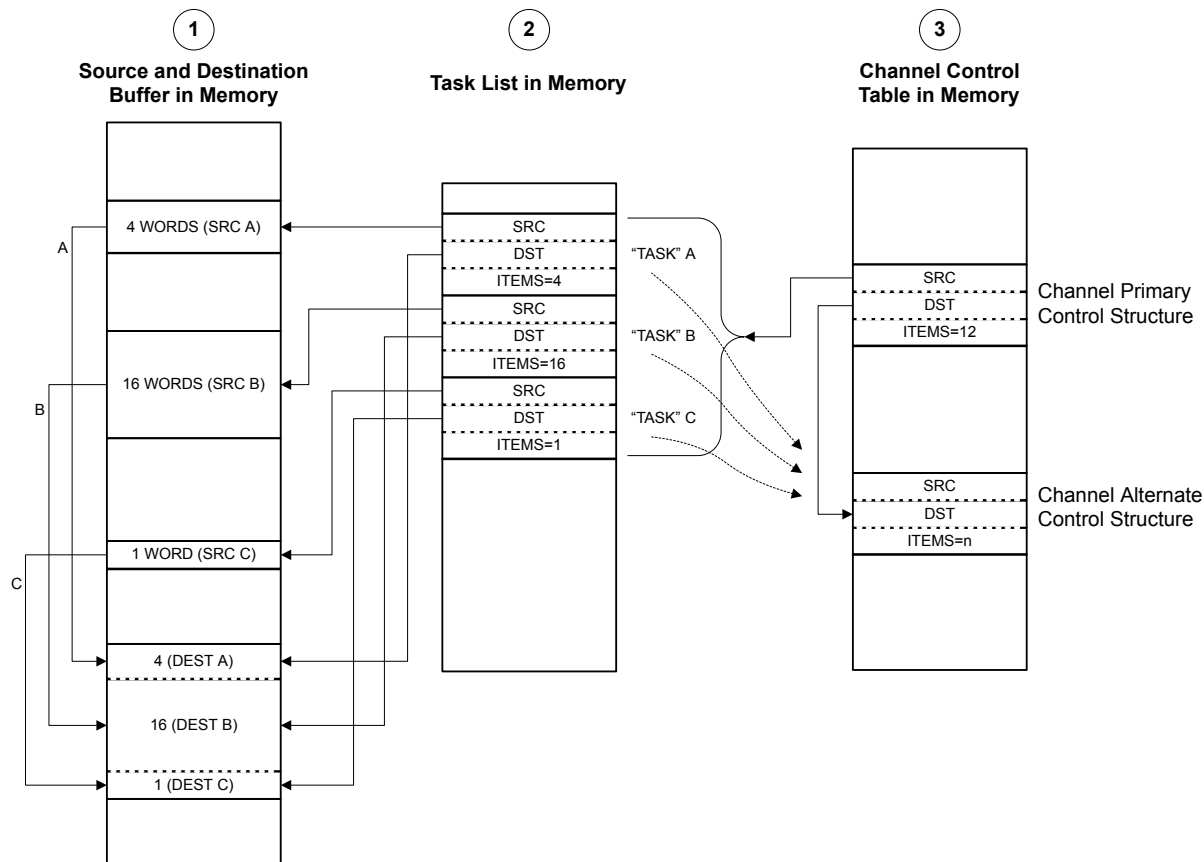 1
Source and Destination
Buffer in Memory
2
Task List in Memory
3
Channel Control
Table in Memory
A
4 WORDS (SRC A)
B
16 WORDS (SRC B)
C
1 WORD (SRC C)
4 (DEST A)
16 (DEST B)
1 (DEST C)
SRC
DST
ITEMS=4
SRC
DST
ITEMS=16
SRC
DST
ITEMS=1
“TASK” A
“TASK” B
“TASK” C
SRC
DST
ITEMS=12
Channel Primary
Control Structure
SRC
DST
ITEMS=n
Channel Alternate
Control Structure